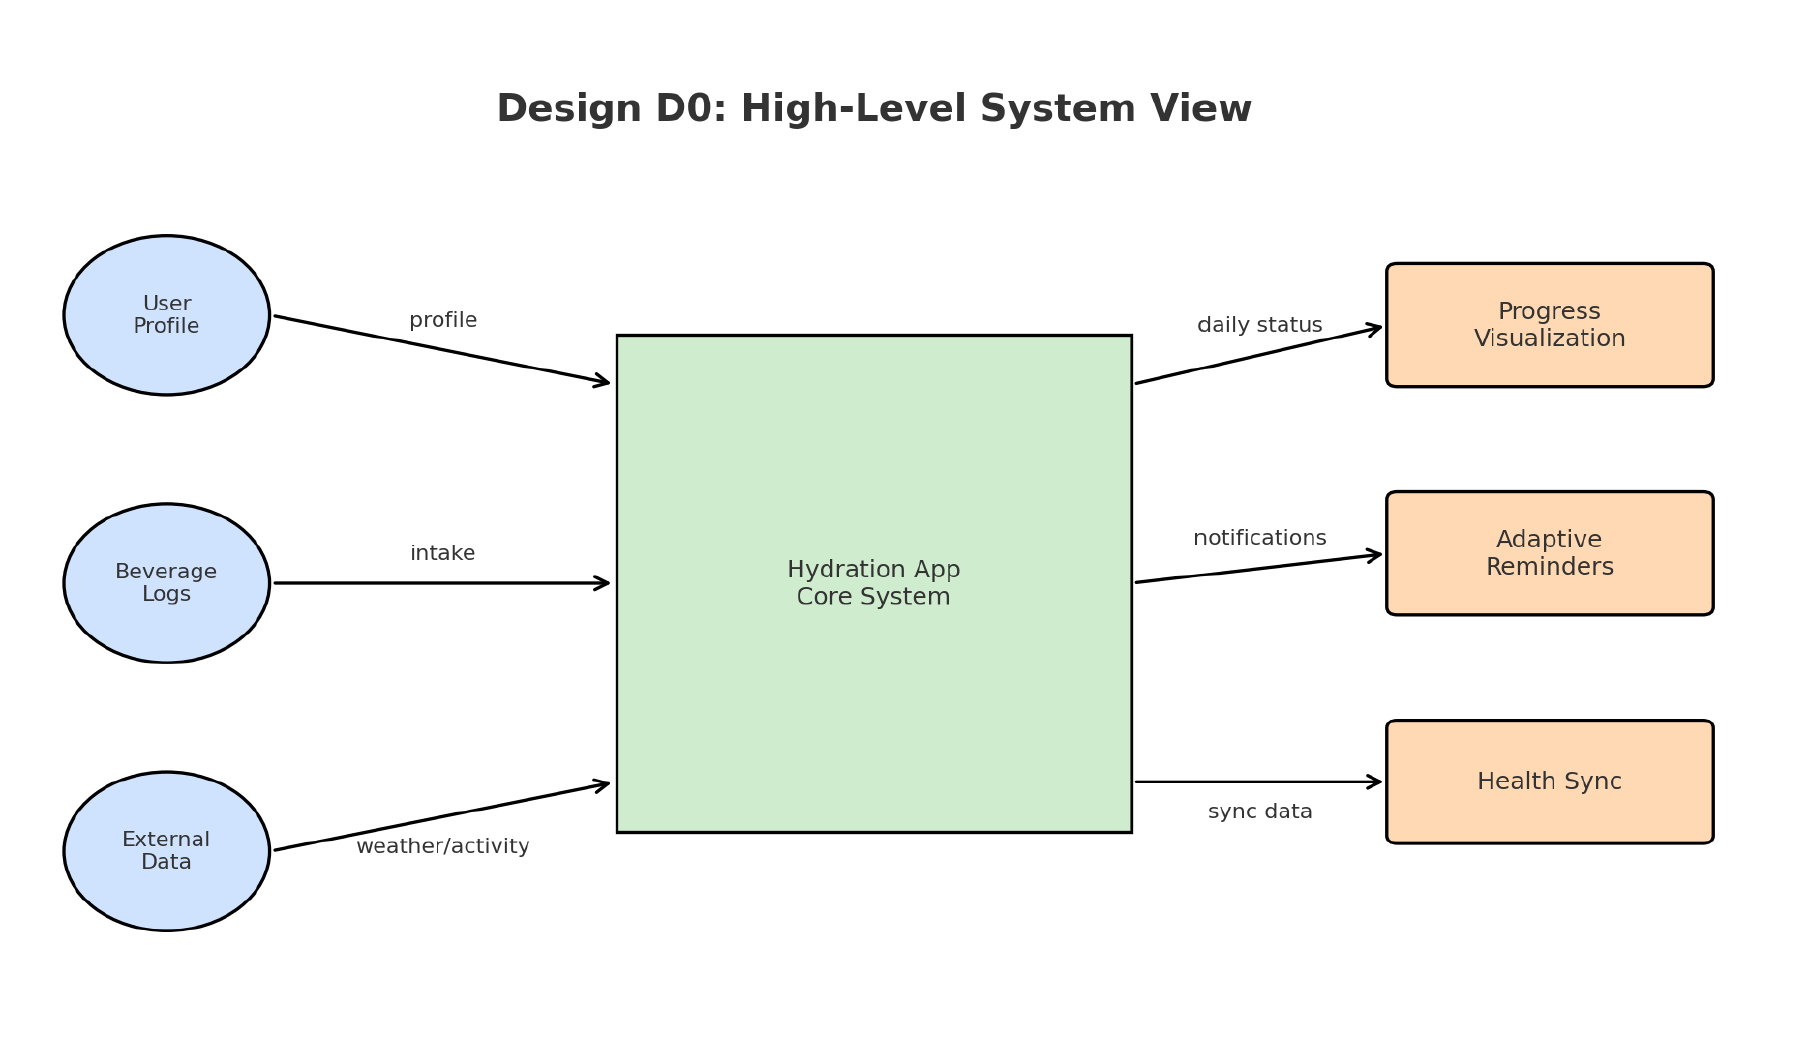 Design D0: High-Level System View
User
Profile
profile
daily status
Progress
Visualization
Beverage
Logs
intake
Hydration App
Core System
notifications
Adaptive
Reminders
External
Data
weather/activity
sync data
Health Sync